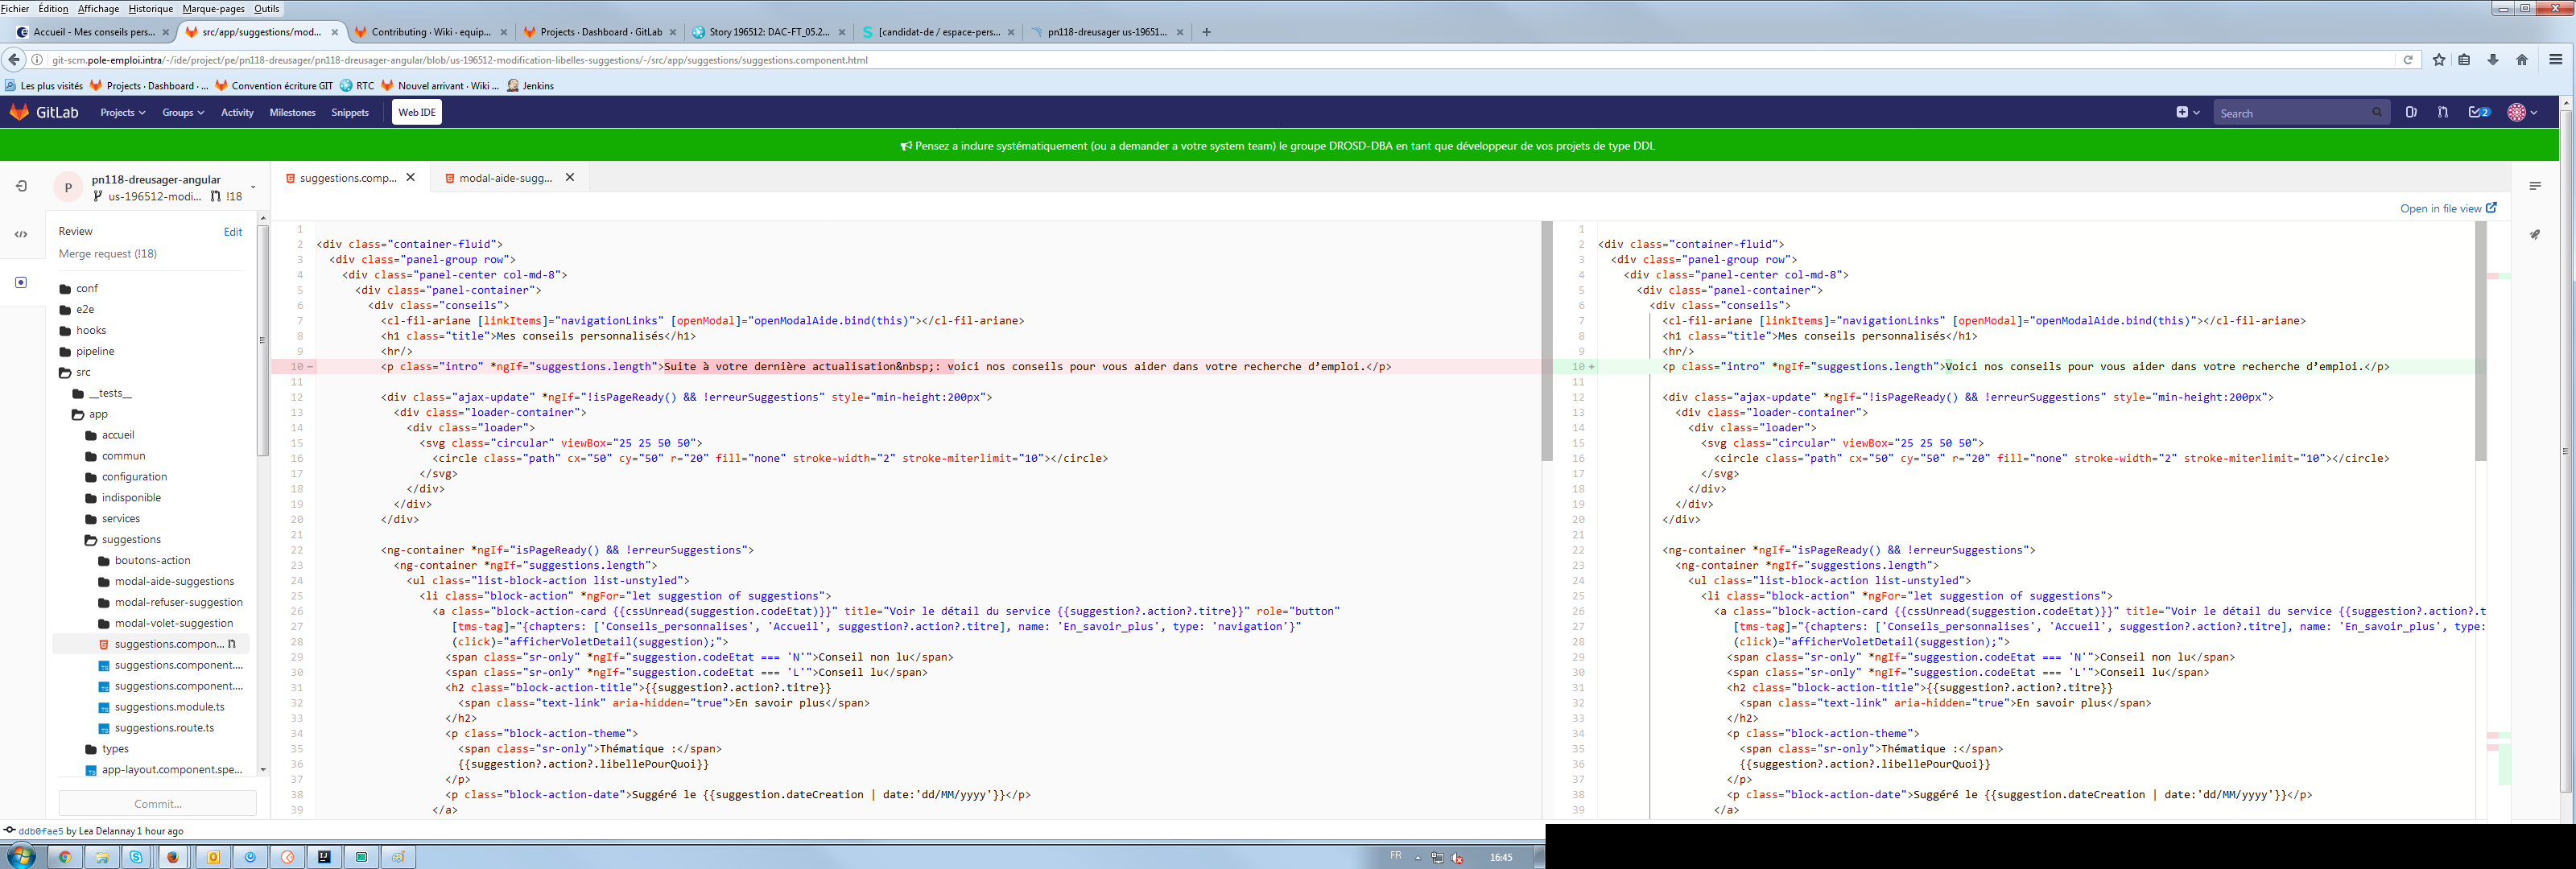 Fichier Édition Affichage Historique Marque-pages Outils
Accueil - Mes conseils pers... src/app/suggestions/mod... Contributing · Wiki · equip... Projects · Dashboard · GitLab Story 196512: DAC-FT_05.2... [candidat-de / espace-pers... pn118-dreusager us-19651...
git-scm.pole-emploi.intra/-/ide/project/pe/pn118-dreusager/pn118-dreusager-angular/blob/us-196512-modification-libelles-suggestions/-/src/app/suggestions/suggestions.component.html
Les plus visités Projects · Dashboard · ... Convention écriture GIT RTC Nouvel arrivant · Wiki ... Jenkins
GitLab Projects Groups Activity Milestones Snippets Web IDE Search 2
Pensez a inclure systématiquement (ou a demander a votre system team) le groupe DROSD-DBA en tant que développeur de vos projets de type DDL
P pn118-dreusager-angular
us-196512-modi... !18
suggestions.comp... modal-aide-sugg...
Open in file view
Review Edit
Merge request (!18)
conf
e2e
hooks
pipeline
src
__tests__
app
accueil
commun
configuration
indisponible
services
suggestions
boutons-action
modal-aide-suggestions
modal-refuser-suggestion
modal-volet-suggestion
suggestions.compon...
suggestions.component....
suggestions.component....
suggestions.module.ts
suggestions.route.ts
types
app-layout.component.spe...
Commit...
1
2 <div class="container-fluid">
3 <div class="panel-group row">
4 <div class="panel-center col-md-8">
5 <div class="panel-container">
6 <div class="conseils">
7 <cl-fil-ariane [linkItems]="navigationLinks" [openModal]="openModalAide.bind(this)"></cl-fil-ariane>
8 <h1 class="title">Mes conseils personnalisés</h1>
9 <hr/>
10 − <p class="intro" *ngIf="suggestions.length">Suite à votre dernière actualisation&nbsp;: voici nos conseils pour vous aider dans votre recherche d’emploi.</p>
11
12 <div class="ajax-update" *ngIf="!isPageReady() && !erreurSuggestions" style="min-height:200px">
13 <div class="loader-container">
14 <div class="loader">
15 <svg class="circular" viewBox="25 25 50 50">
16 <circle class="path" cx="50" cy="50" r="20" fill="none" stroke-width="2" stroke-miterlimit="10"></circle>
17 </svg>
18 </div>
19 </div>
20 </div>
21
22 <ng-container *ngIf="isPageReady() && !erreurSuggestions">
23 <ng-container *ngIf="suggestions.length">
24 <ul class="list-block-action list-unstyled">
25 <li class="block-action" *ngFor="let suggestion of suggestions">
26 <a class="block-action-card {{cssUnread(suggestion.codeEtat)}}" title="Voir le détail du service {{suggestion?.action?.titre}}" role="button"
27 [tms-tag]="{chapters: ['Conseils_personnalises', 'Accueil', suggestion?.action?.titre], name: 'En_savoir_plus', type: 'navigation'}"
28 (click)="afficherVoletDetail(suggestion);">
29 <span class="sr-only" *ngIf="suggestion.codeEtat === 'N'">Conseil non lu</span>
30 <span class="sr-only" *ngIf="suggestion.codeEtat === 'L'">Conseil lu</span>
31 <h2 class="block-action-title">{{suggestion?.action?.titre}}
32 <span class="text-link" aria-hidden="true">En savoir plus</span>
33 </h2>
34 <p class="block-action-theme">
35 <span class="sr-only">Thématique :</span>
36 {{suggestion?.action?.libellePourQuoi}}
37 </p>
38 <p class="block-action-date">Suggéré le {{suggestion.dateCreation | date:'dd/MM/yyyy'}}</p>
39 </a>
1
2 <div class="container-fluid">
3 <div class="panel-group row">
4 <div class="panel-center col-md-8">
5 <div class="panel-container">
6 <div class="conseils">
7 <cl-fil-ariane [linkItems]="navigationLinks" [openModal]="openModalAide.bind(this)"></cl-fil-ariane>
8 <h1 class="title">Mes conseils personnalisés</h1>
9 <hr/>
10 + <p class="intro" *ngIf="suggestions.length">Voici nos conseils pour vous aider dans votre recherche d’emploi.</p>
11
12 <div class="ajax-update" *ngIf="!isPageReady() && !erreurSuggestions" style="min-height:200px">
13 <div class="loader-container">
14 <div class="loader">
15 <svg class="circular" viewBox="25 25 50 50">
16 <circle class="path" cx="50" cy="50" r="20" fill="none" stroke-width="2" stroke-miterlimit="10"></circle>
17 </svg>
18 </div>
19 </div>
20 </div>
21
22 <ng-container *ngIf="isPageReady() && !erreurSuggestions">
23 <ng-container *ngIf="suggestions.length">
24 <ul class="list-block-action list-unstyled">
25 <li class="block-action" *ngFor="let suggestion of suggestions">
26 <a class="block-action-card {{cssUnread(suggestion.codeEtat)}}" title="Voir le détail du service {{suggestion?.action?.t
27 [tms-tag]="{chapters: ['Conseils_personnalises', 'Accueil', suggestion?.action?.titre], name: 'En_savoir_plus', type:
28 (click)="afficherVoletDetail(suggestion);">
29 <span class="sr-only" *ngIf="suggestion.codeEtat === 'N'">Conseil non lu</span>
30 <span class="sr-only" *ngIf="suggestion.codeEtat === 'L'">Conseil lu</span>
31 <h2 class="block-action-title">{{suggestion?.action?.titre}}
32 <span class="text-link" aria-hidden="true">En savoir plus</span>
33 </h2>
34 <p class="block-action-theme">
35 <span class="sr-only">Thématique :</span>
36 {{suggestion?.action?.libellePourQuoi}}
37 </p>
38 <p class="block-action-date">Suggéré le {{suggestion.dateCreation | date:'dd/MM/yyyy'}}</p>
39 </a>
ddb0fae5 by Lea Delannay 1 hour ago
FR 16:45